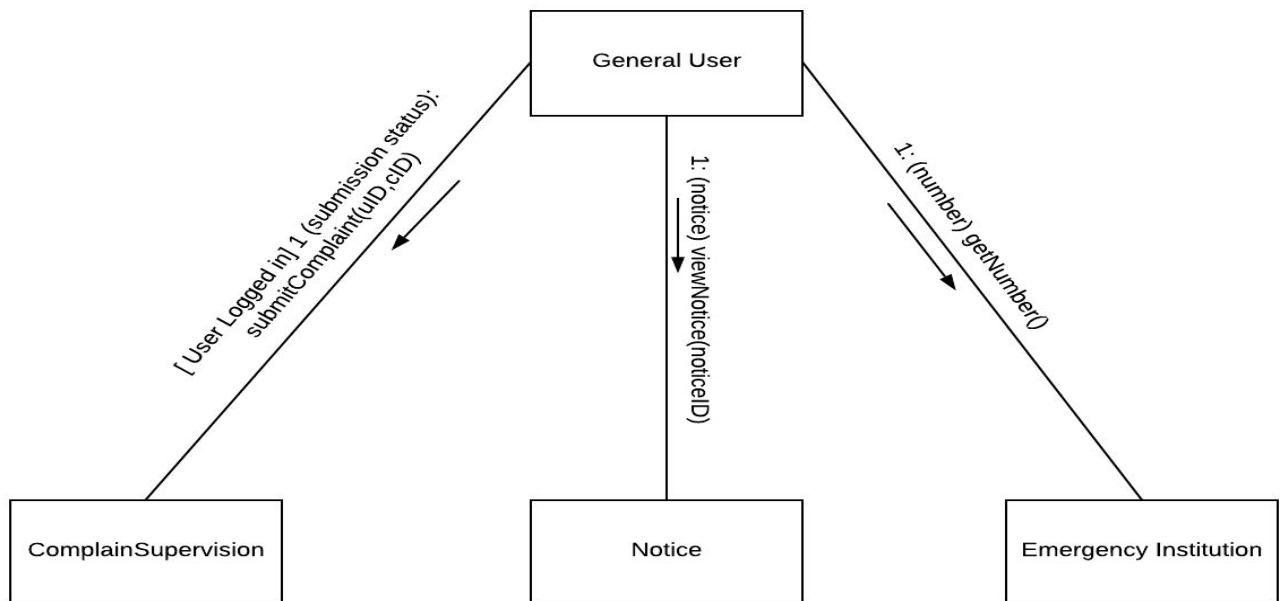 General User
[ User Logged in] 1 (submission status):
submitComplaint(uID,cID)
1: (notice) viewNotice(noticeID)
1: (number) getNumber()
ComplainSupervision
Notice
Emergency Institution